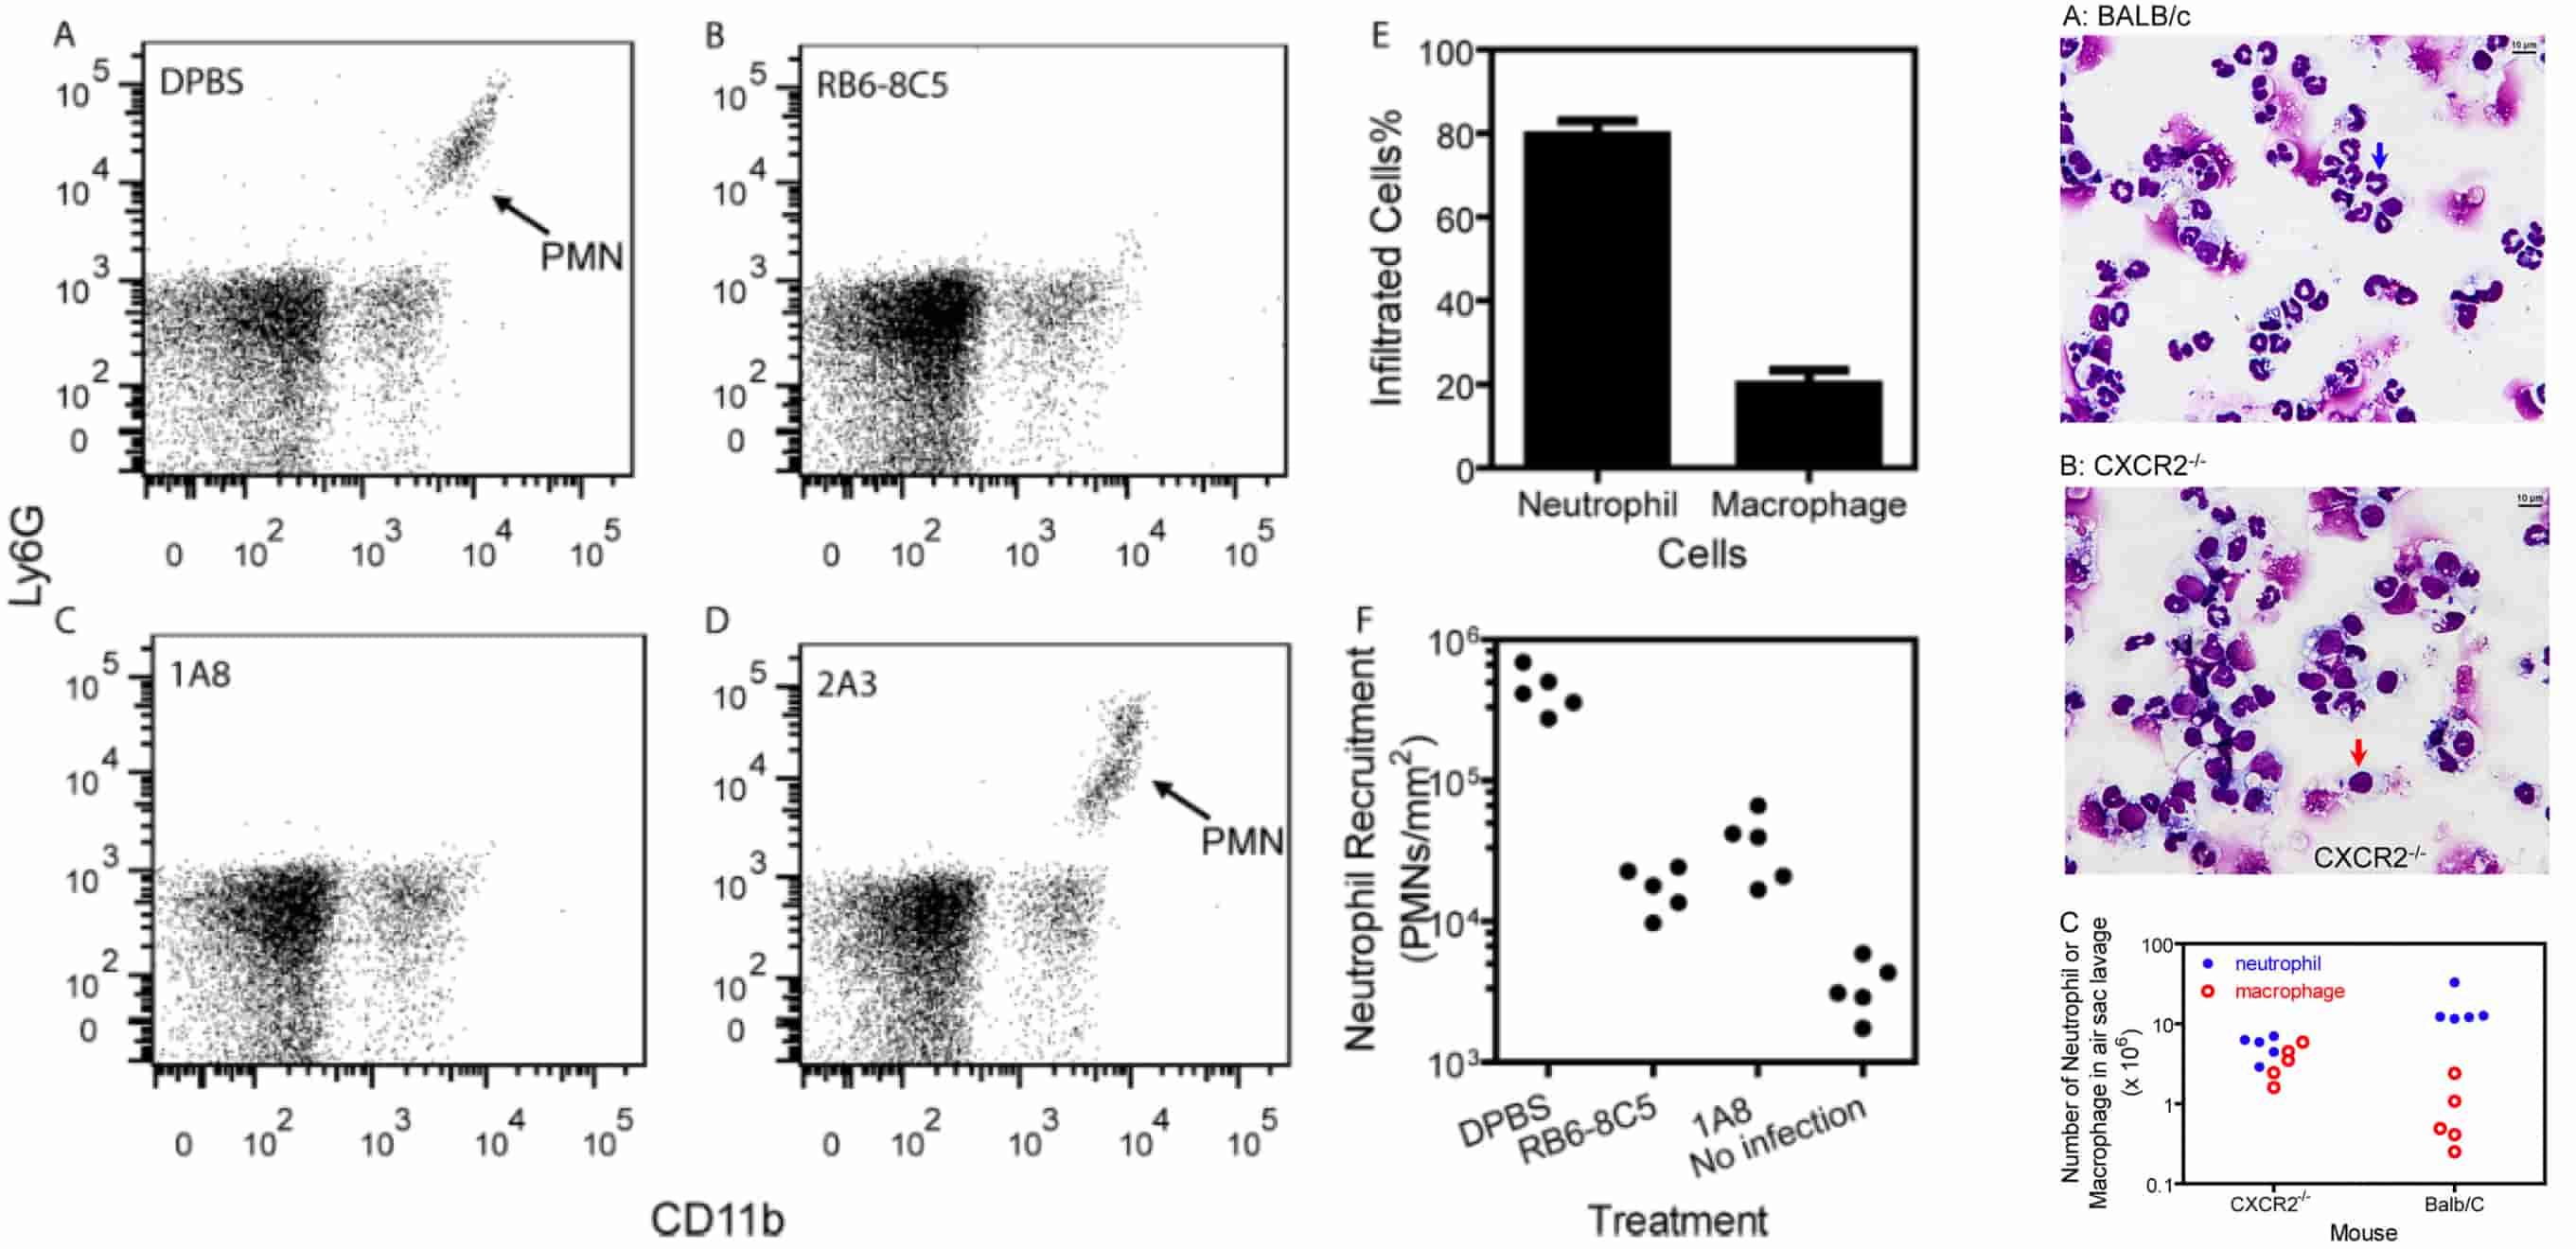 A
DPBS
10^5
10^4
10^3
10^2
0
PMN
0 10^2 10^3 10^4 10^5
B
RB6-8C5
10^5
10^4
10^3
10^2
0
0 10^2 10^3 10^4 10^5
Ly6G
C
1A8
10^5
10^4
10^3
10^2
0
0 10^2 10^3 10^4 10^5
D
2A3
10^5
10^4
10^3
10^2
0
PMN
0 10^2 10^3 10^4 10^5
CD11b
E
Infiltrated Cells%
100
80
60
40
20
0
Neutrophil Macrophage
Cells
F
Neutrophil Recruitment
(PMNs/mm^2)
10^6
10^5
10^4
10^3
DPBS
RB6-8C5
1A8
No infection
Treatment
A: BALB/c
10 µm
B: CXCR2-/-
10 µm
CXCR2-/-
C
Number of Neutrophil or
Macrophage in air sac lavage
(x 10^6)
100
10
1
0.1
neutrophil
macrophage
CXCR2-/- Balb/C
Mouse